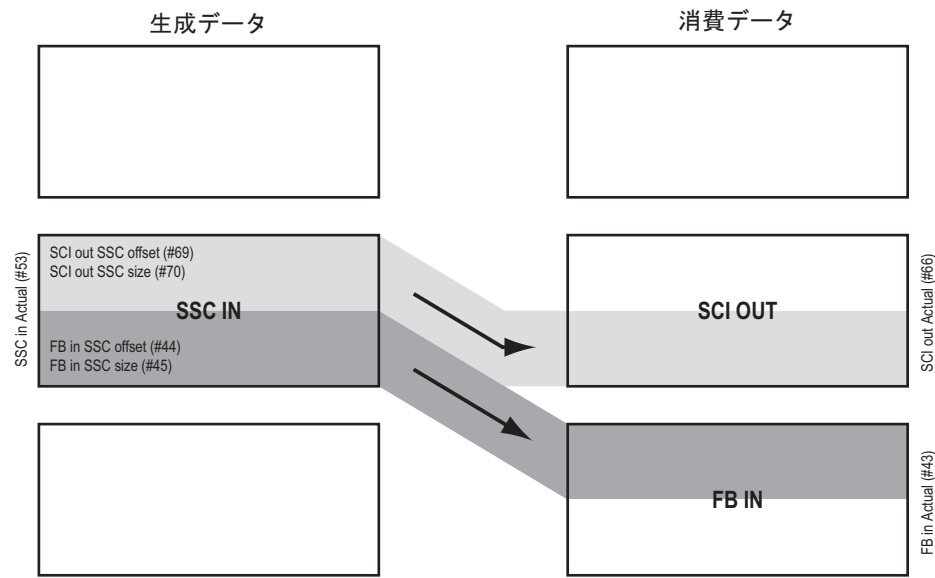 生成データ
消費データ
SSC in Actual (#53)
SCI out SSC offset (#69)
SCI out SSC size (#70)
SSC IN
FB in SSC offset (#44)
FB in SSC size (#45)
SCI OUT
SCI out Actual (#66)
FB IN
FB in Actual (#43)